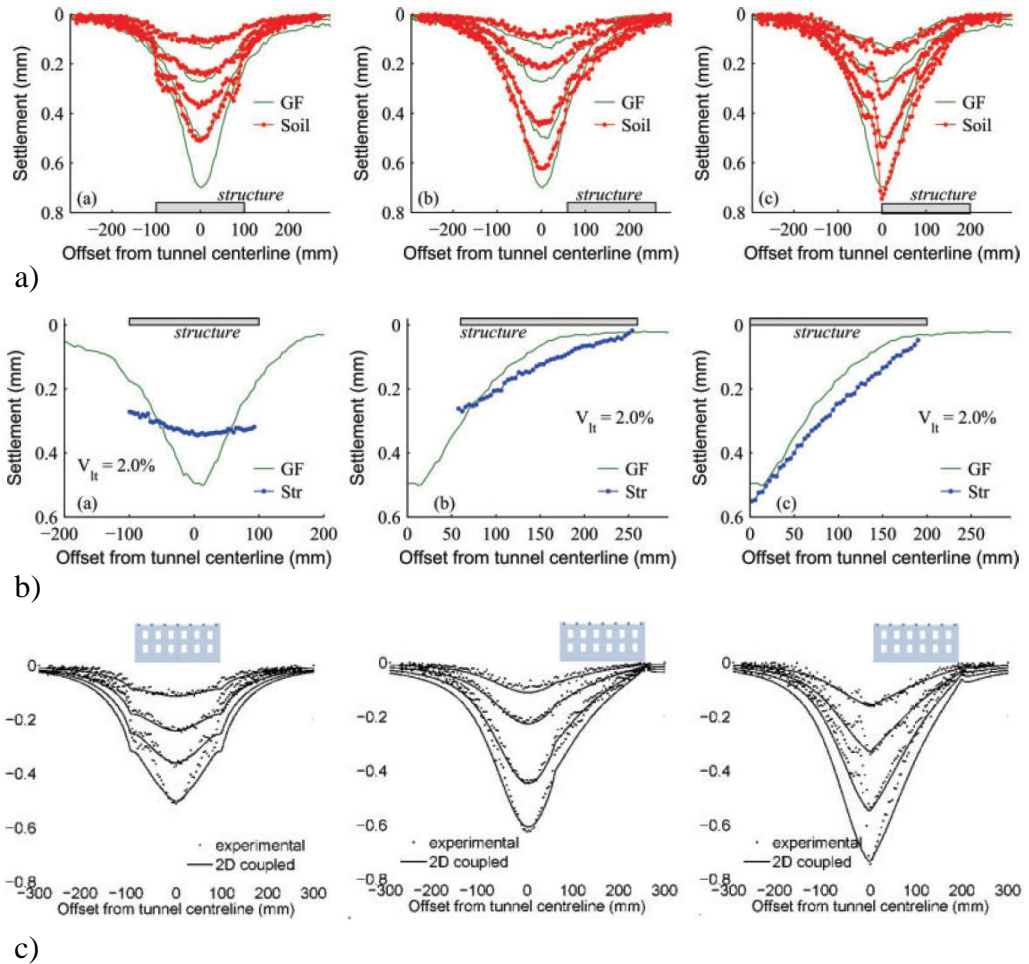 0
0.2
0.4
0.6
0.8
Settlement (mm)
GF
Soil
(a)
structure
−200 −100 0 100 200
Offset from tunnel centerline (mm)
0
0.2
0.4
0.6
0.8
Settlement (mm)
GF
Soil
(b)
structure
−200 −100 0 100 200
Offset from tunnel centerline (mm)
0
0.2
0.4
0.6
0.8
Settlement (mm)
GF
Soil
(c)
structure
−200 −100 0 100 200
Offset from tunnel centerline (mm)
a)
0
0.2
0.4
0.6
Settlement (mm)
structure
V_lt = 2.0%
GF
Str
(a)
−200 −100 0 100 200
Offset from tunnel centerline (mm)
0
0.2
0.4
0.6
Settlement (mm)
structure
V_lt = 2.0%
GF
Str
(b)
0 50 100 150 200 250
Offset from tunnel centerline (mm)
0
0.2
0.4
0.6
Settlement (mm)
structure
V_lt = 2.0%
GF
Str
(c)
0 50 100 150 200 250
Offset from tunnel centerline (mm)
b)
0
−0.2
−0.4
−0.6
−0.8
experimental
2D coupled
−300 −200 −100 0 100 200 300
Offset from tunnel centreline (mm)
0
−0.2
−0.4
−0.6
−0.8
experimental
2D coupled
−300 −200 −100 0 100 200 300
Offset from tunnel centreline (mm)
0
−0.2
−0.4
−0.6
−0.8
experimental
2D coupled
−300 −200 −100 0 100 200 300
Offset from tunnel centreline (mm)
c)